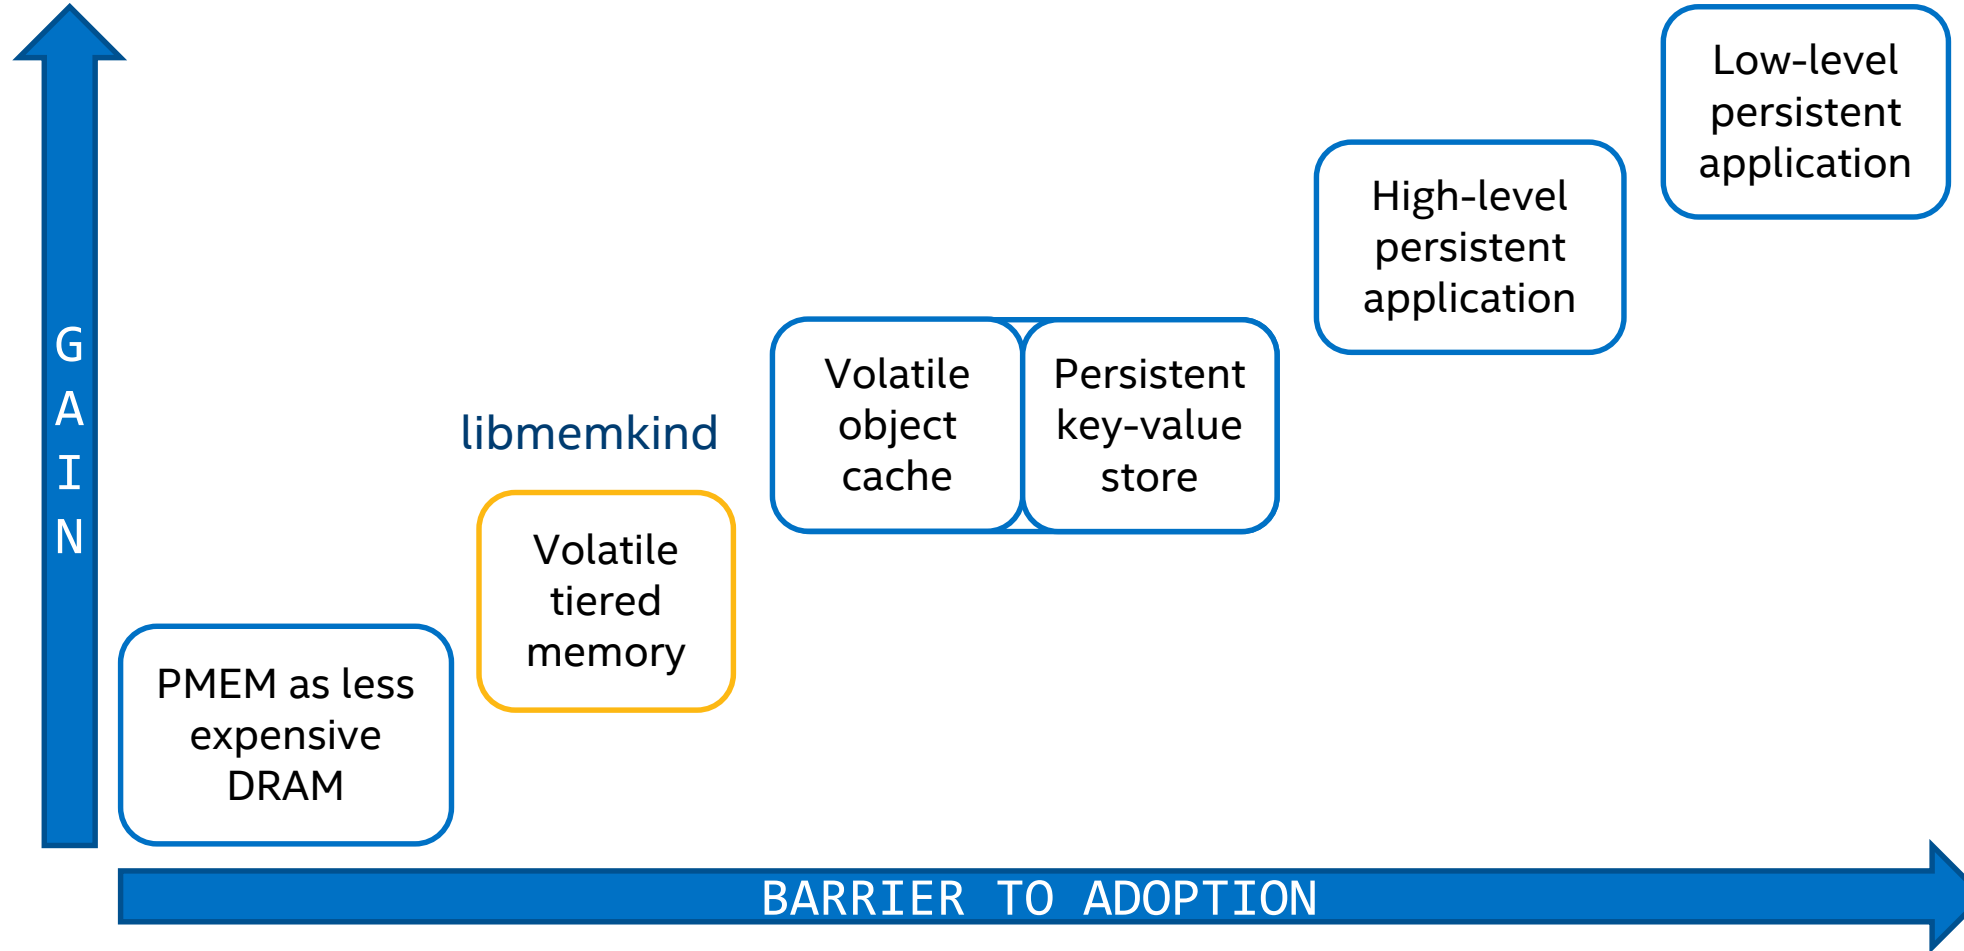 GAIN
Low-level
persistent
application
High-level
persistent
application
Volatile
object
cache
Persistent
key-value
store
libmemkind
Volatile
tiered
memory
PMEM as less
expensive
DRAM
BARRIER TO ADOPTION